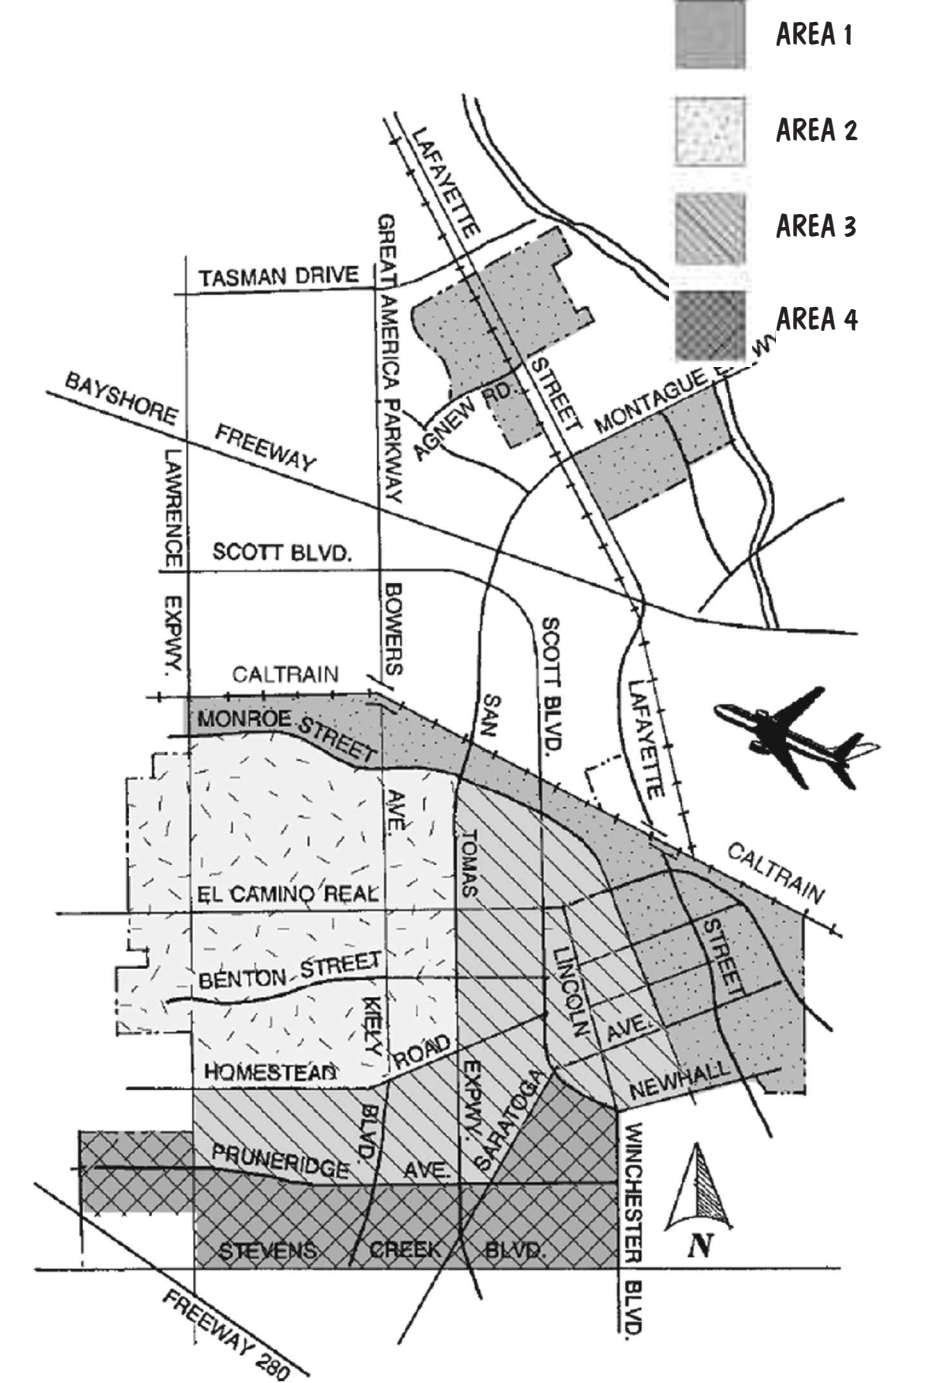 AREA 1
AREA 2
AREA 3
AREA 4
LAFAYETTE
STREET
GREAT AMERICA PARKWAY
TASMAN DRIVE
AGNEW RD.
MONTAGUE
BAYSHORE
FREEWAY
LAWRENCE
EXPWY.
SCOTT BLVD.
BOWERS
AVE.
CALTRAIN
MONROE STREET
SAN
TOMAS
EXPWY.
SCOTT BLVD.
LAFAYETTE
STREET
CALTRAIN
EL CAMINO REAL
BENTON STREET
KIELY
BLVD.
LINCOLN
AVE.
HOMESTEAD
ROAD
NEWHALL
SARATOGA
PRUNERIDGE
AVE.
WINCHESTER BLVD.
STEVENS CREEK BLVD.
FREEWAY 280
N